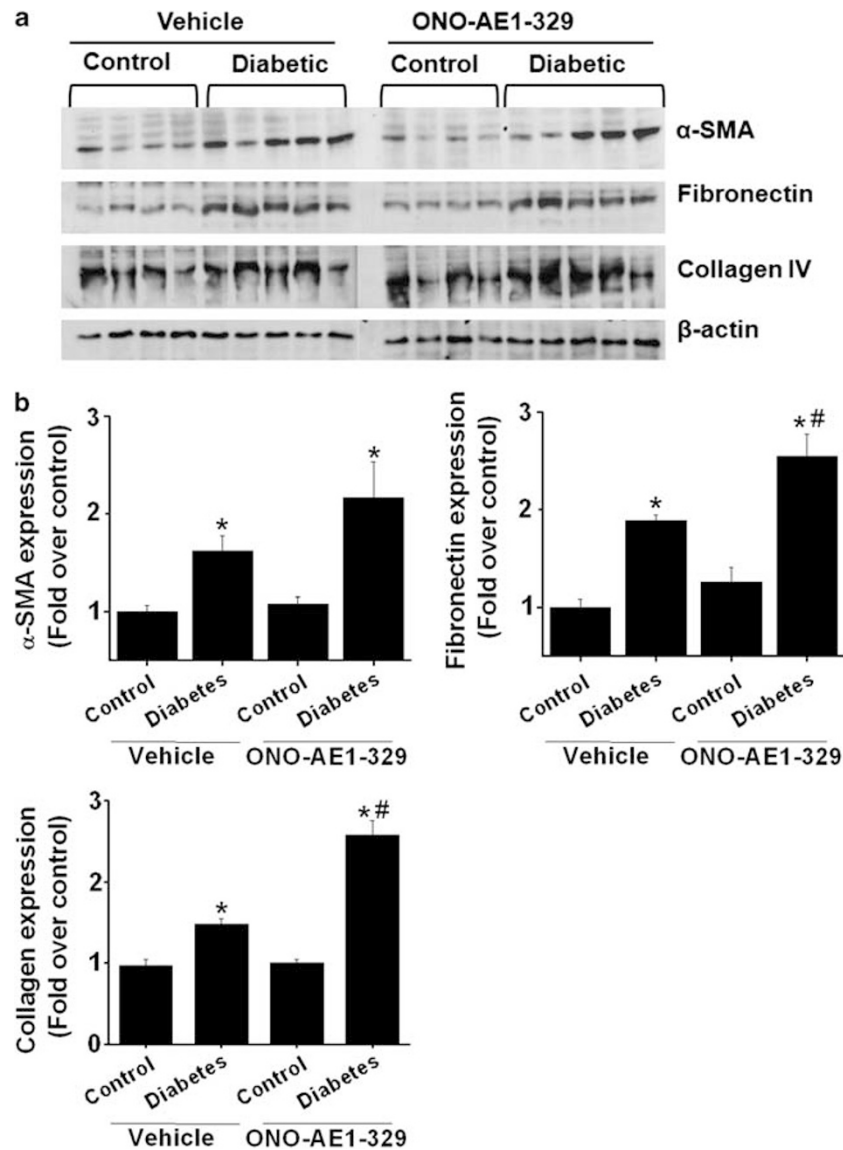 a
Vehicle ONO-AE1-329
Control Diabetic Control Diabetic
α-SMA
Fibronectin
Collagen IV
β-actin
b
α-SMA expression
(Fold over control)
3
2
1
* *
Control Diabetes Control Diabetes
Vehicle ONO-AE1-329
Fibronectin expression
(Fold over control)
3
2
1
* *#
Control Diabetes Control Diabetes
Vehicle ONO-AE1-329
Collagen expression
(Fold over control)
3
2
1
0
* *#
Control Diabetes Control Diabetes
Vehicle ONO-AE1-329